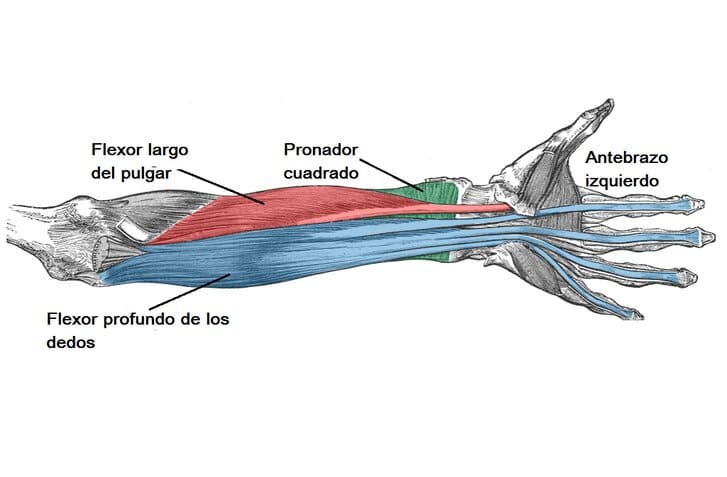 Flexor largo
del pulgar
Pronador
cuadrado
Antebrazo
izquierdo
Flexor profundo de los
dedos